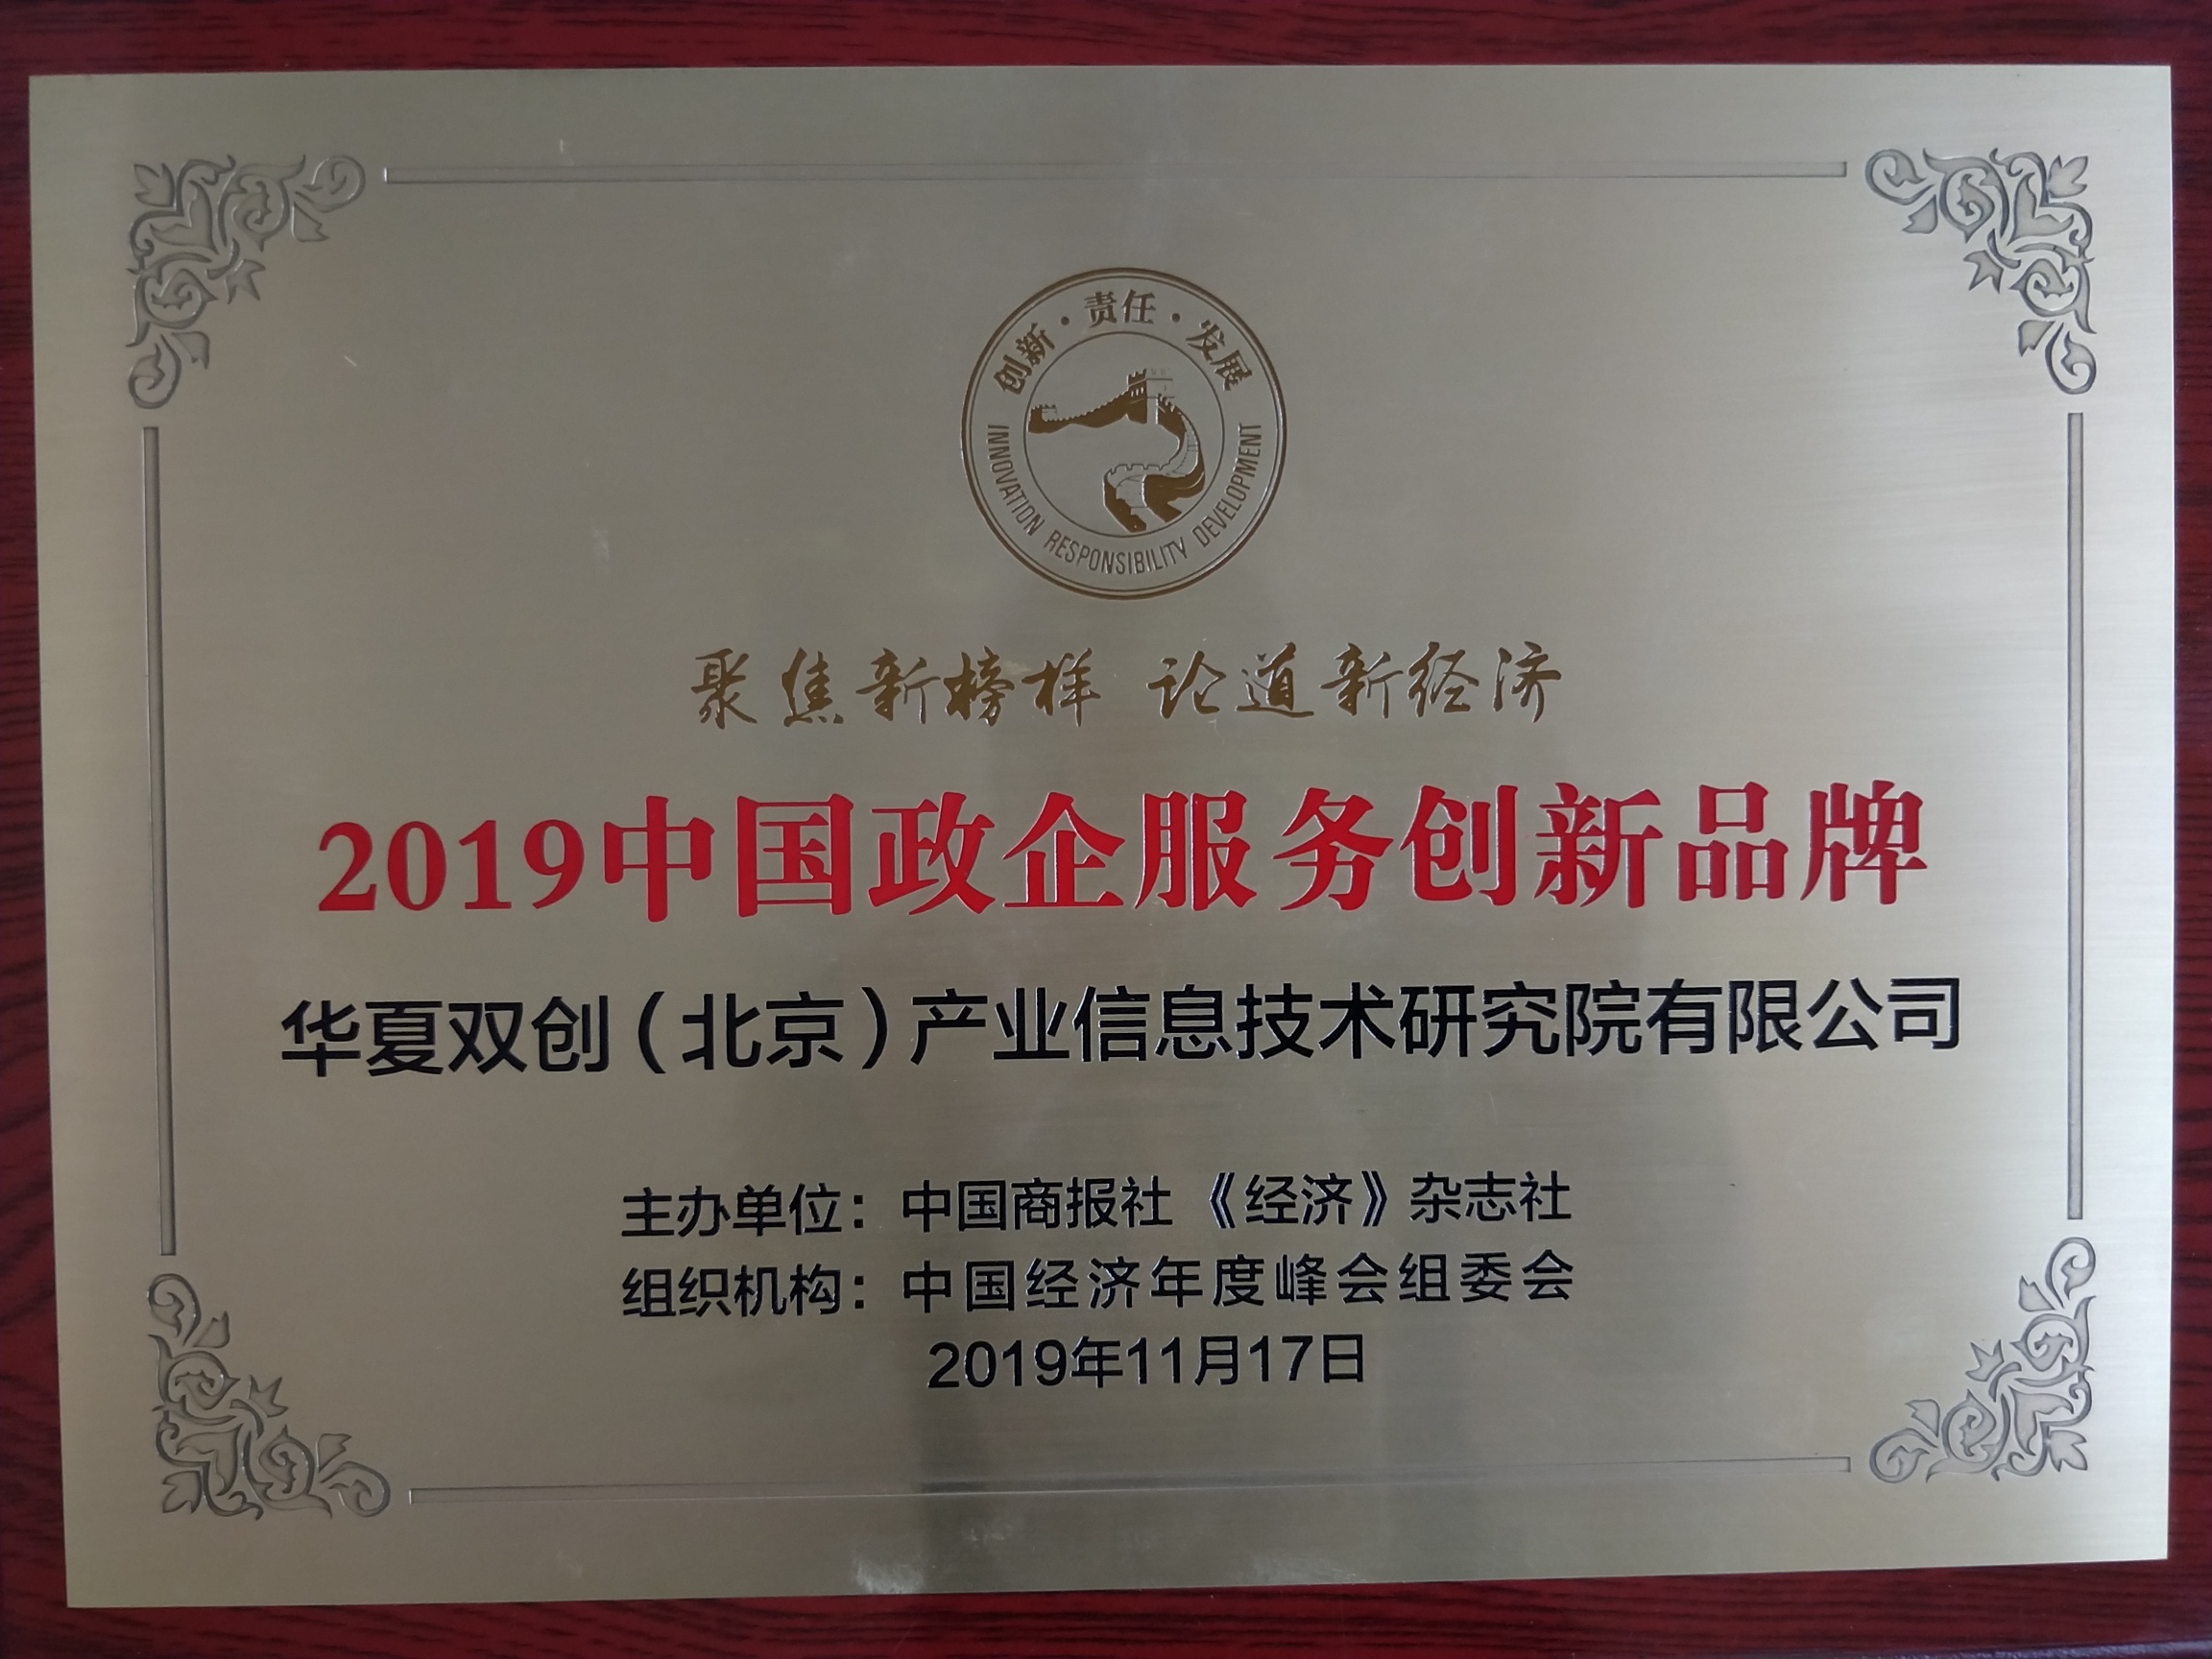 创新·责任·发展
INNOVATION RESPONSIBILITY DEVELOPMENT
聚焦新榜样 论道新经济
2019中国政企服务创新品牌
华夏双创（北京）产业信息技术研究院有限公司
主办单位：中国商报社 《经济》杂志社
组织机构：中国经济年度峰会组委会
2019年11月17日